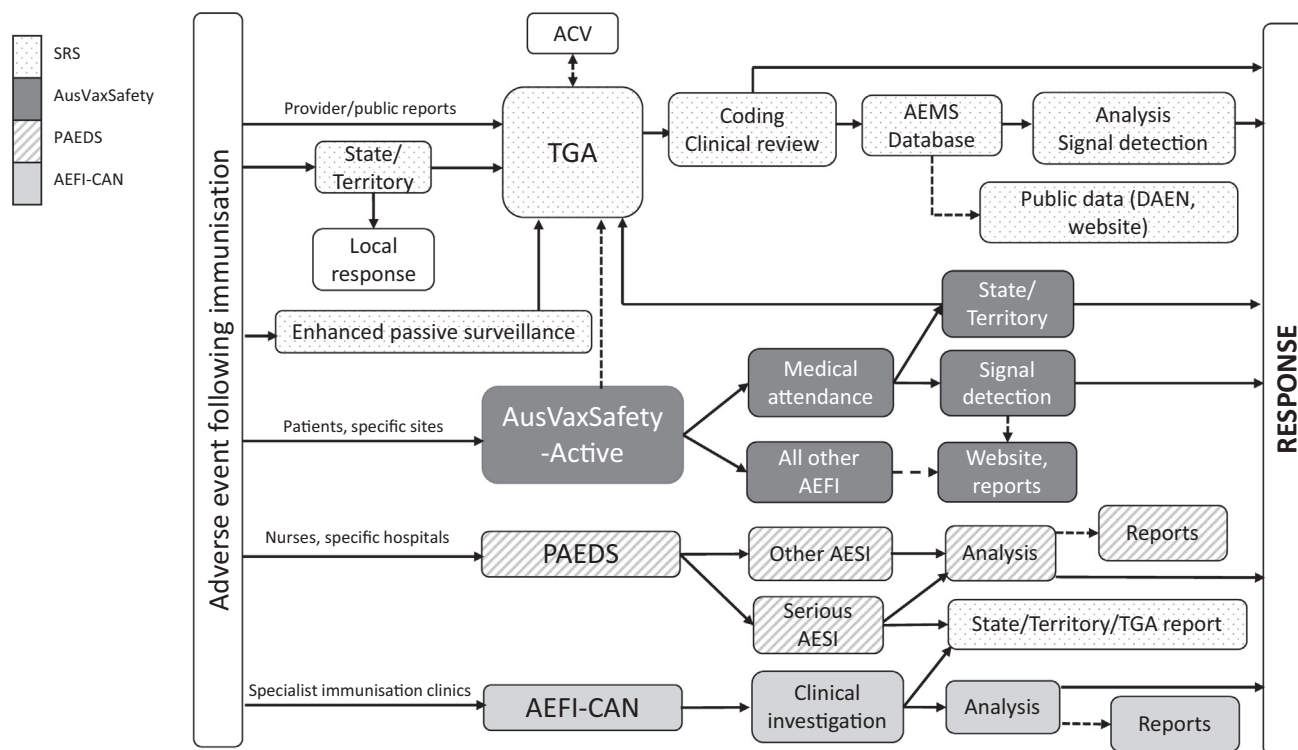 SRS
AusVaxSafety
PAEDS
AEFI-CAN
Adverse event following immunisation
ACV
Provider/public reports
TGA
Coding
Clinical review
AEMS
Database
Analysis
Signal detection
State/
Territory
Public data (DAEN,
website)
Local
response
Enhanced passive surveillance
State/
Territory
Medical
attendance
Signal
detection
Patients, specific sites
AusVaxSafety
-Active
All other
AEFI
Website,
reports
Nurses, specific hospitals
PAEDS
Other AESI
Analysis
Reports
Serious
AESI
State/Territory/TGA report
Specialist immunisation clinics
AEFI-CAN
Clinical
investigation
Analysis
Reports
RESPONSE